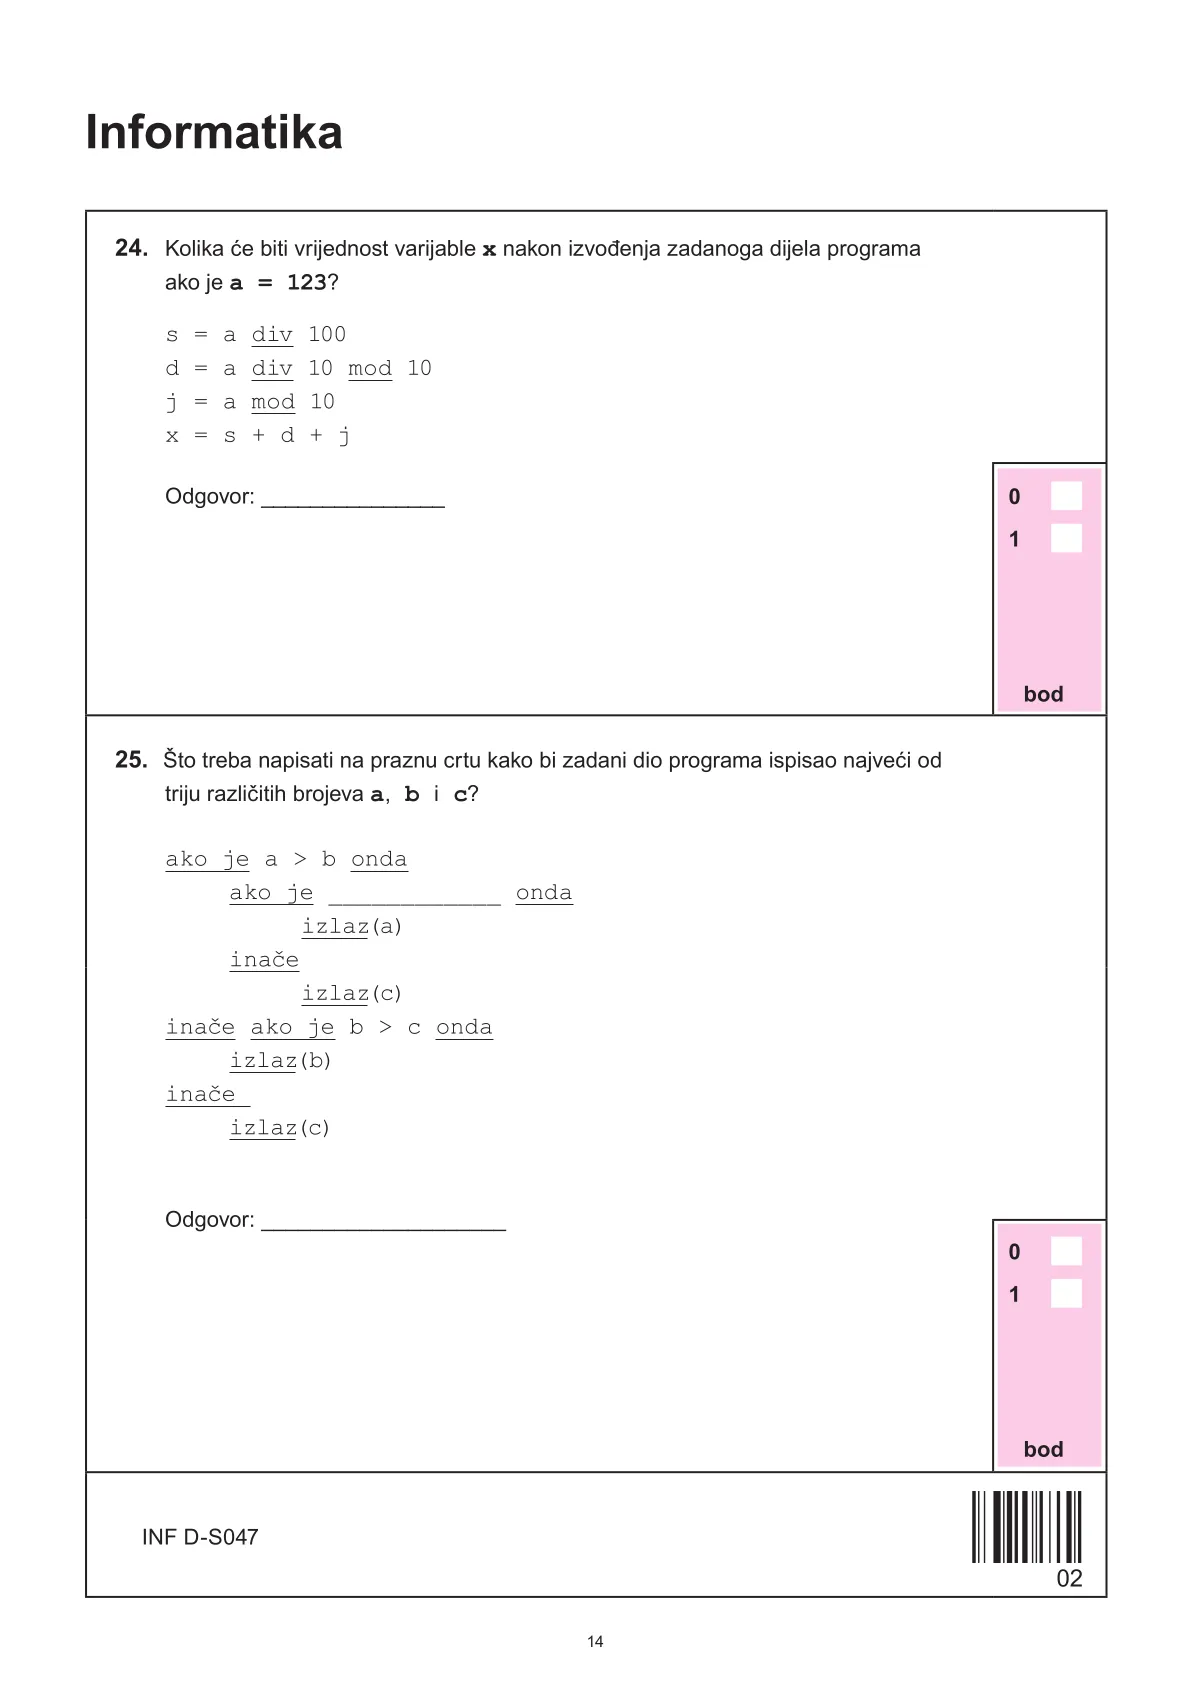 Informatika
24. Kolika će biti vrijednost varijable x nakon izvođenja zadanoga dijela programa
ako je a = 123?
s = a div 100
d = a div 10 mod 10
j = a mod 10
x = s + d + j
Odgovor: _______________
0
1
bod
25. Što treba napisati na praznu crtu kako bi zadani dio programa ispisao najveći od
triju različitih brojeva a, b i c?
ako je a > b onda
ako je ____________ onda
izlaz(a)
inače
izlaz(c)
inače ako je b > c onda
izlaz(b)
inače
izlaz(c)
Odgovor: ____________________
0
1
bod
INF D-S047
02
14